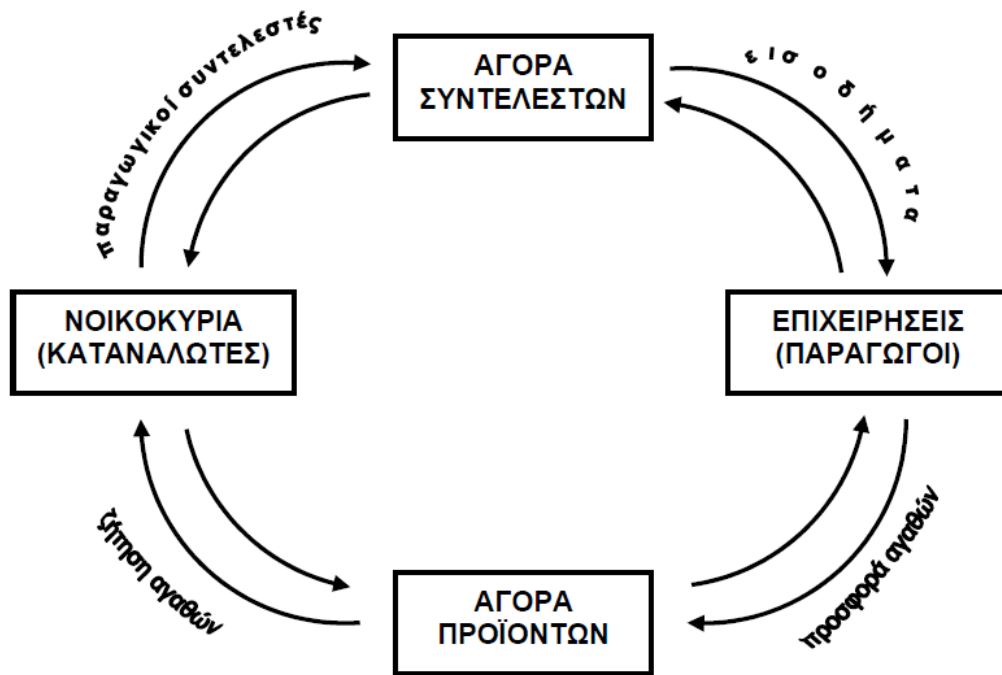 παραγωγικοί συντελεστές
ΑΓΟΡΑ
ΣΥΝΤΕΛΕΣΤΩΝ
εισοδήματα
ΝΟΙΚΟΚΥΡΙΑ
(ΚΑΤΑΝΑΛΩΤΕΣ)
ΕΠΙΧΕΙΡΗΣΕΙΣ
(ΠΑΡΑΓΩΓΟΙ)
ζήτηση αγαθών
ΑΓΟΡΑ
ΠΡΟΪΟΝΤΩΝ
προσφορά αγαθών